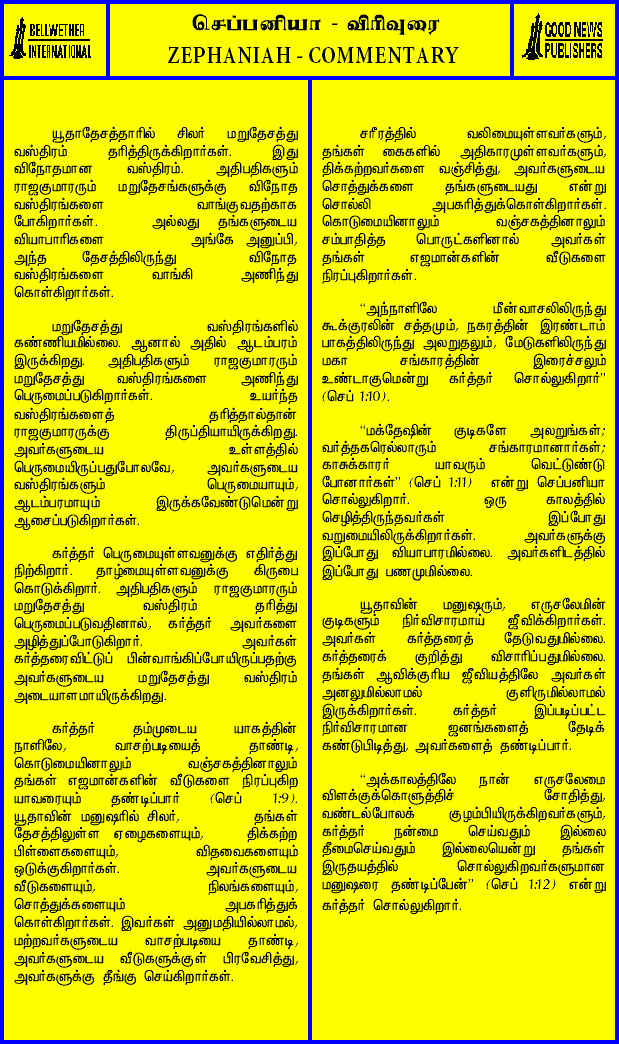 BELLWETHER
INTERNATIONAL
செப்பனியா - விரிவுரை
ZEPHANIAH - COMMENTARY
GOOD NEWS
PUBLISHERS
யூதாதேசத்தாரில் சிலர் மறுதேசத்து
வஸ்திரம் தரித்திருக்கிறார்கள். இது
விநோதமான வஸ்திரம். அதிபதிகளும்
ராஜகுமாரரும் மறுதேசங்களுக்கு விநோத
வஸ்திரங்களை வாங்குவதற்காக
போகிறார்கள். அல்லது தங்களுடைய
வியாபாரிகளை அங்கே அனுப்பி,
அந்த தேசத்திலிருந்து விநோத
வஸ்திரங்களை வாங்கி அணிந்து
கொள்கிறார்கள்.
மறுதேசத்து வஸ்திரங்களில்
கண்ணியமில்லை. ஆனால் அதில் ஆடம்பரம்
இருக்கிறது. அதிபதிகளும் ராஜகுமாரரும்
மறுதேசத்து வஸ்திரங்களை அணிந்து
பெருமைப்படுகிறார்கள். உயர்ந்த
வஸ்திரங்களைத் தரித்தால்தான்
ராஜகுமாரருக்கு திருப்தியாயிருக்கிறது.
அவர்களுடைய உள்ளத்தில்
பெருமையிருப்பதுபோலவே, அவர்களுடைய
வஸ்திரங்களும் பெருமையாயும்,
ஆடம்பரமாயும் இருக்கவேண்டுமென்று
ஆசைப்படுகிறார்கள்.
கர்த்தர் பெருமையுள்ளவனுக்கு எதிர்த்து
நிற்கிறார். தாழ்மையுள்ளவனுக்கு கிருபை
கொடுக்கிறார். அதிபதிகளும் ராஜகுமாரரும்
மறுதேசத்து வஸ்திரம் தரித்து
பெருமைப்படுவதினால், கர்த்தர் அவர்களை
அழித்துப்போடுகிறார். அவர்கள்
கர்த்தரைவிட்டுப் பின்வாங்கிப்போயிருப்பதற்கு
அவர்களுடைய மறுதேசத்து வஸ்திரம்
அடையாளமாயிருக்கிறது.
கர்த்தர் தம்முடைய யாகத்தின்
நாளிலே, வாசற்படியைத் தாண்டி,
கொடுமையினாலும் வஞ்சகத்தினாலும்
தங்கள் எஜமான்களின் வீடுகளை நிரப்புகிற
யாவரையும் தண்டிப்பார் (செப் 1:9).
யூதாவின் மனுஷரில் சிலர், தங்கள்
தேசத்திலுள்ள ஏழைகளையும், திக்கற்ற
பிள்ளைகளையும், விதவைகளையும்
ஒடுக்குகிறார்கள். அவர்களுடைய
வீடுகளையும், நிலங்களையும்,
சொத்துக்களையும் அபகரித்துக்
கொள்கிறார்கள். இவர்கள் அனுமதியில்லாமல்,
மற்றவர்களுடைய வாசற்படியை தாண்டி,
அவர்களுடைய வீடுகளுக்குள் பிரவேசித்து,
அவர்களுக்கு தீங்கு செய்கிறார்கள்.
சரீரத்தில் வலிமையுள்ளவர்களும்,
தங்கள் கைகளில் அதிகாரமுள்ளவர்களும்,
திக்கற்றவர்களை வஞ்சித்து, அவர்களுடைய
சொத்துக்களை தங்களுடையது என்று
சொல்லி அபகரித்துக்கொள்கிறார்கள்.
கொடுமையினாலும் வஞ்சகத்தினாலும்
சம்பாதித்த பொருட்களினால் அவர்கள்
தங்கள் எஜமான்களின் வீடுகளை
நிரப்புகிறார்கள்.
“அந்நாளிலே மீன்வாசலிலிருந்து
கூக்குரலின் சத்தமும், நகரத்தின் இரண்டாம்
பாகத்திலிருந்து அலறுதலும், மேடுகளிலிருந்து
மகா சங்காரத்தின் இரைச்சலும்
உண்டாகுமென்று கர்த்தர் சொல்லுகிறார்”
(செப் 1:10).
“மக்தேஷின் குடிகளே அலறுங்கள்;
வர்த்தகரெல்லாரும் சங்காரமானார்கள்;
காசுக்காரர் யாவரும் வெட்டுண்டு
போனார்கள்” (செப் 1:11) என்று செப்பனியா
சொல்லுகிறார். ஒரு காலத்தில்
செழித்திருந்தவர்கள் இப்போது
வறுமையிலிருக்கிறார்கள். அவர்களுக்கு
இப்போது வியாபாரமில்லை. அவர்களிடத்தில்
இப்போது பணமுமில்லை.
யூதாவின் மனுஷரும், எருசலேமின்
குடிகளும் நிர்விசாரமாய் ஜீவிக்கிறார்கள்.
அவர்கள் கர்த்தரைத் தேடுவதுமில்லை.
கர்த்தரைக் குறித்து விசாரிப்பதுமில்லை.
தங்கள் ஆவிக்குரிய ஜீவியத்திலே அவர்கள்
அனலுமில்லாமல் குளிருமில்லாமல்
இருக்கிறார்கள். கர்த்தர் இப்படிப்பட்ட
நிர்விசாரமான ஜனங்களைத் தேடிக்
கண்டுபிடித்து, அவர்களைத் தண்டிப்பார்.
“அக்காலத்திலே நான் எருசலேமை
விளக்குக்கொளுத்திச் சோதித்து,
வண்டல்போலக் குழம்பியிருக்கிறவர்களும்,
கர்த்தர் நன்மை செய்வதும் இல்லை
தீமைசெய்வதும் இல்லையென்று தங்கள்
இருதயத்தில் சொல்லுகிறவர்களுமான
மனுஷரை தண்டிப்பேன்” (செப் 1:12) என்று
கர்த்தர் சொல்லுகிறார்.